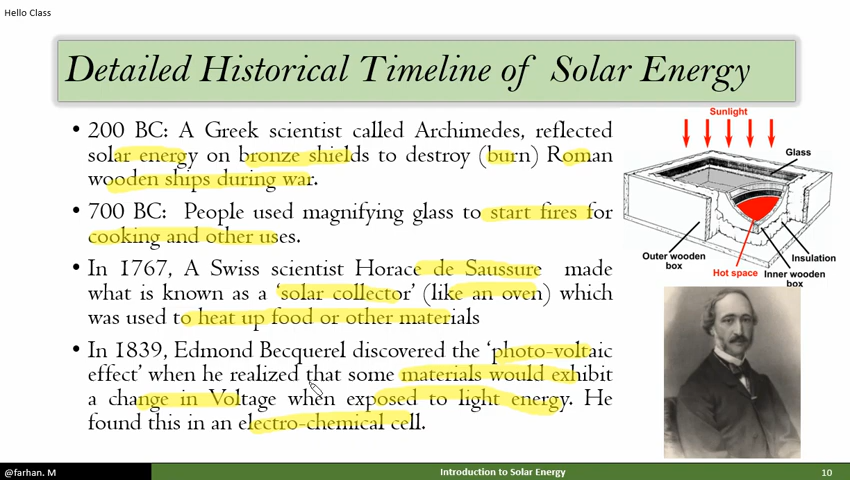 Hello Class
Detailed Historical Timeline of Solar Energy
• 200 BC: A Greek scientist called Archimedes, reflected
solar energy on bronze shields to destroy (burn) Roman
wooden ships during war.
• 700 BC: People used magnifying glass to start fires for
cooking and other uses.
• In 1767, A Swiss scientist Horace de Saussure made
what is known as a ‘solar collector’ (like an oven) which
was used to heat up food or other materials
• In 1839, Edmond Becquerel discovered the ‘photo-voltaic
effect’ when he realized that some materials would exhibit
a change in Voltage when exposed to light energy. He
found this in an electro-chemical cell.
Sunlight
Glass
Outer wooden
box
Hot space
Inner wooden
box
Insulation
@farhan. M
Introduction to Solar Energy
10